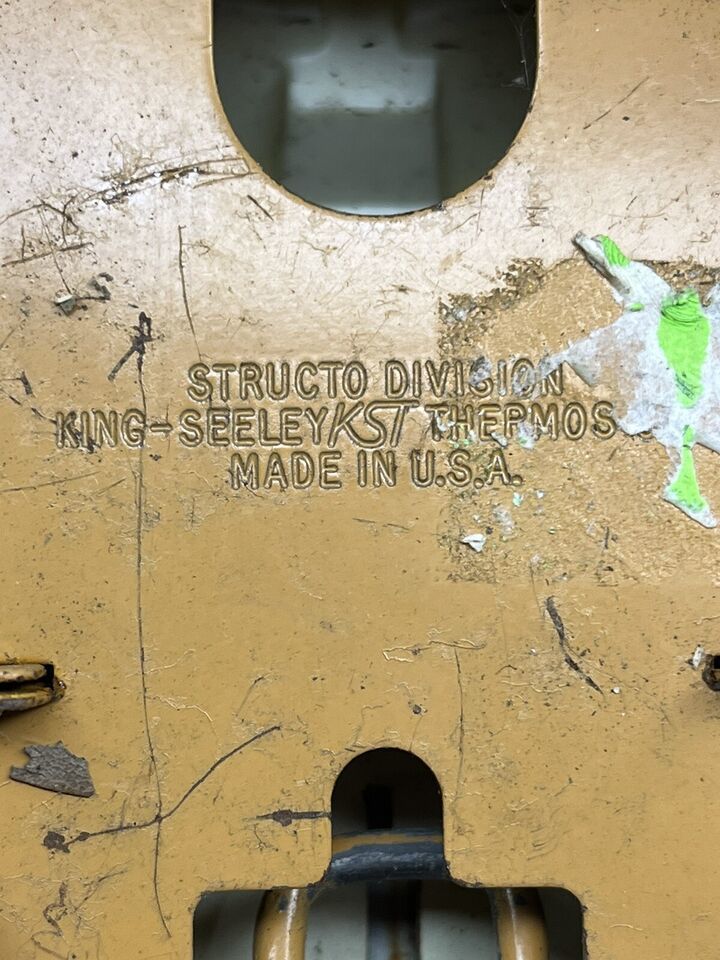 STRUCTO DIVISION
KING-SEELEY KST THERMOS
MADE IN U.S.A.